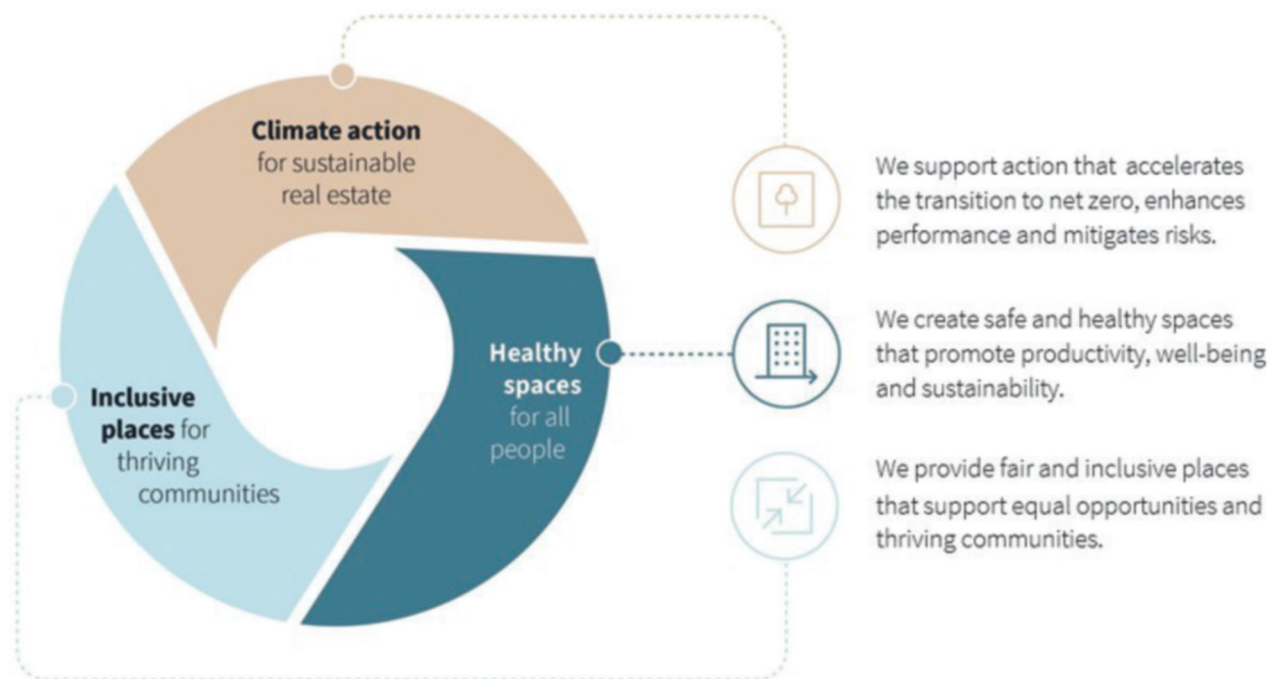 Climate action
for sustainable
real estate
Healthy
spaces
for all
people
Inclusive
places for
thriving
communities
We support action that accelerates
the transition to net zero, enhances
performance and mitigates risks.
We create safe and healthy spaces
that promote productivity, well-being
and sustainability.
We provide fair and inclusive places
that support equal opportunities and
thriving communities.